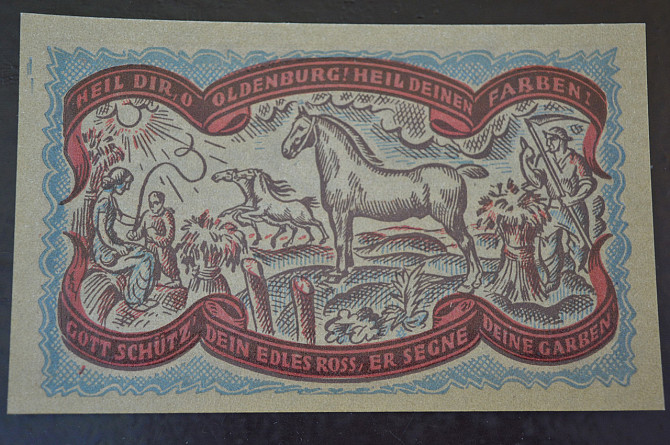 HEIL DIR, O OLDENBURG! HEIL DEINEN FARBEN!
GOTT SCHÜTZ DEIN EDLES ROSS, ER SEGNE DEINE GARBEN